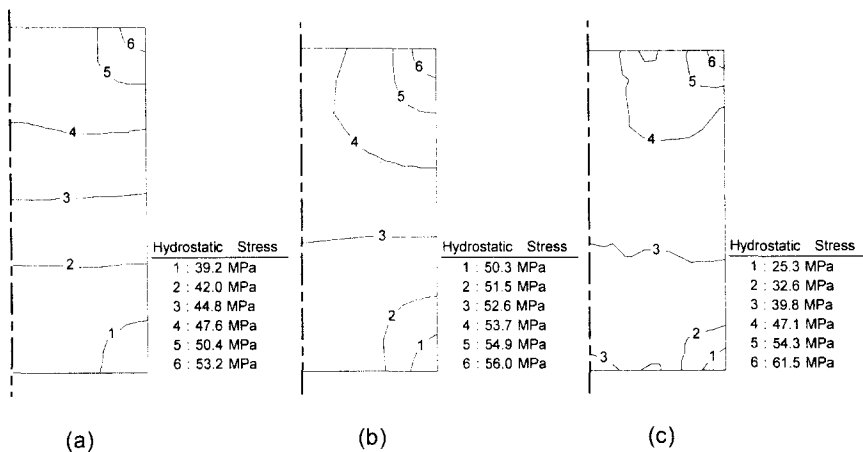 6
5
4
3
2
1
Hydrostatic Stress
1 : 39.2 MPa
2 : 42.0 MPa
3 : 44.8 MPa
4 : 47.6 MPa
5 : 50.4 MPa
6 : 53.2 MPa
(a)
6
5
4
3
2
1
Hydrostatic Stress
1 : 50.3 MPa
2 : 51.5 MPa
3 : 52.6 MPa
4 : 53.7 MPa
5 : 54.9 MPa
6 : 56.0 MPa
(b)
6
5
4
3
2
3
1
Hydrostatic Stress
1 : 25.3 MPa
2 : 32.6 MPa
3 : 39.8 MPa
4 : 47.1 MPa
5 : 54.3 MPa
6 : 61.5 MPa
(c)